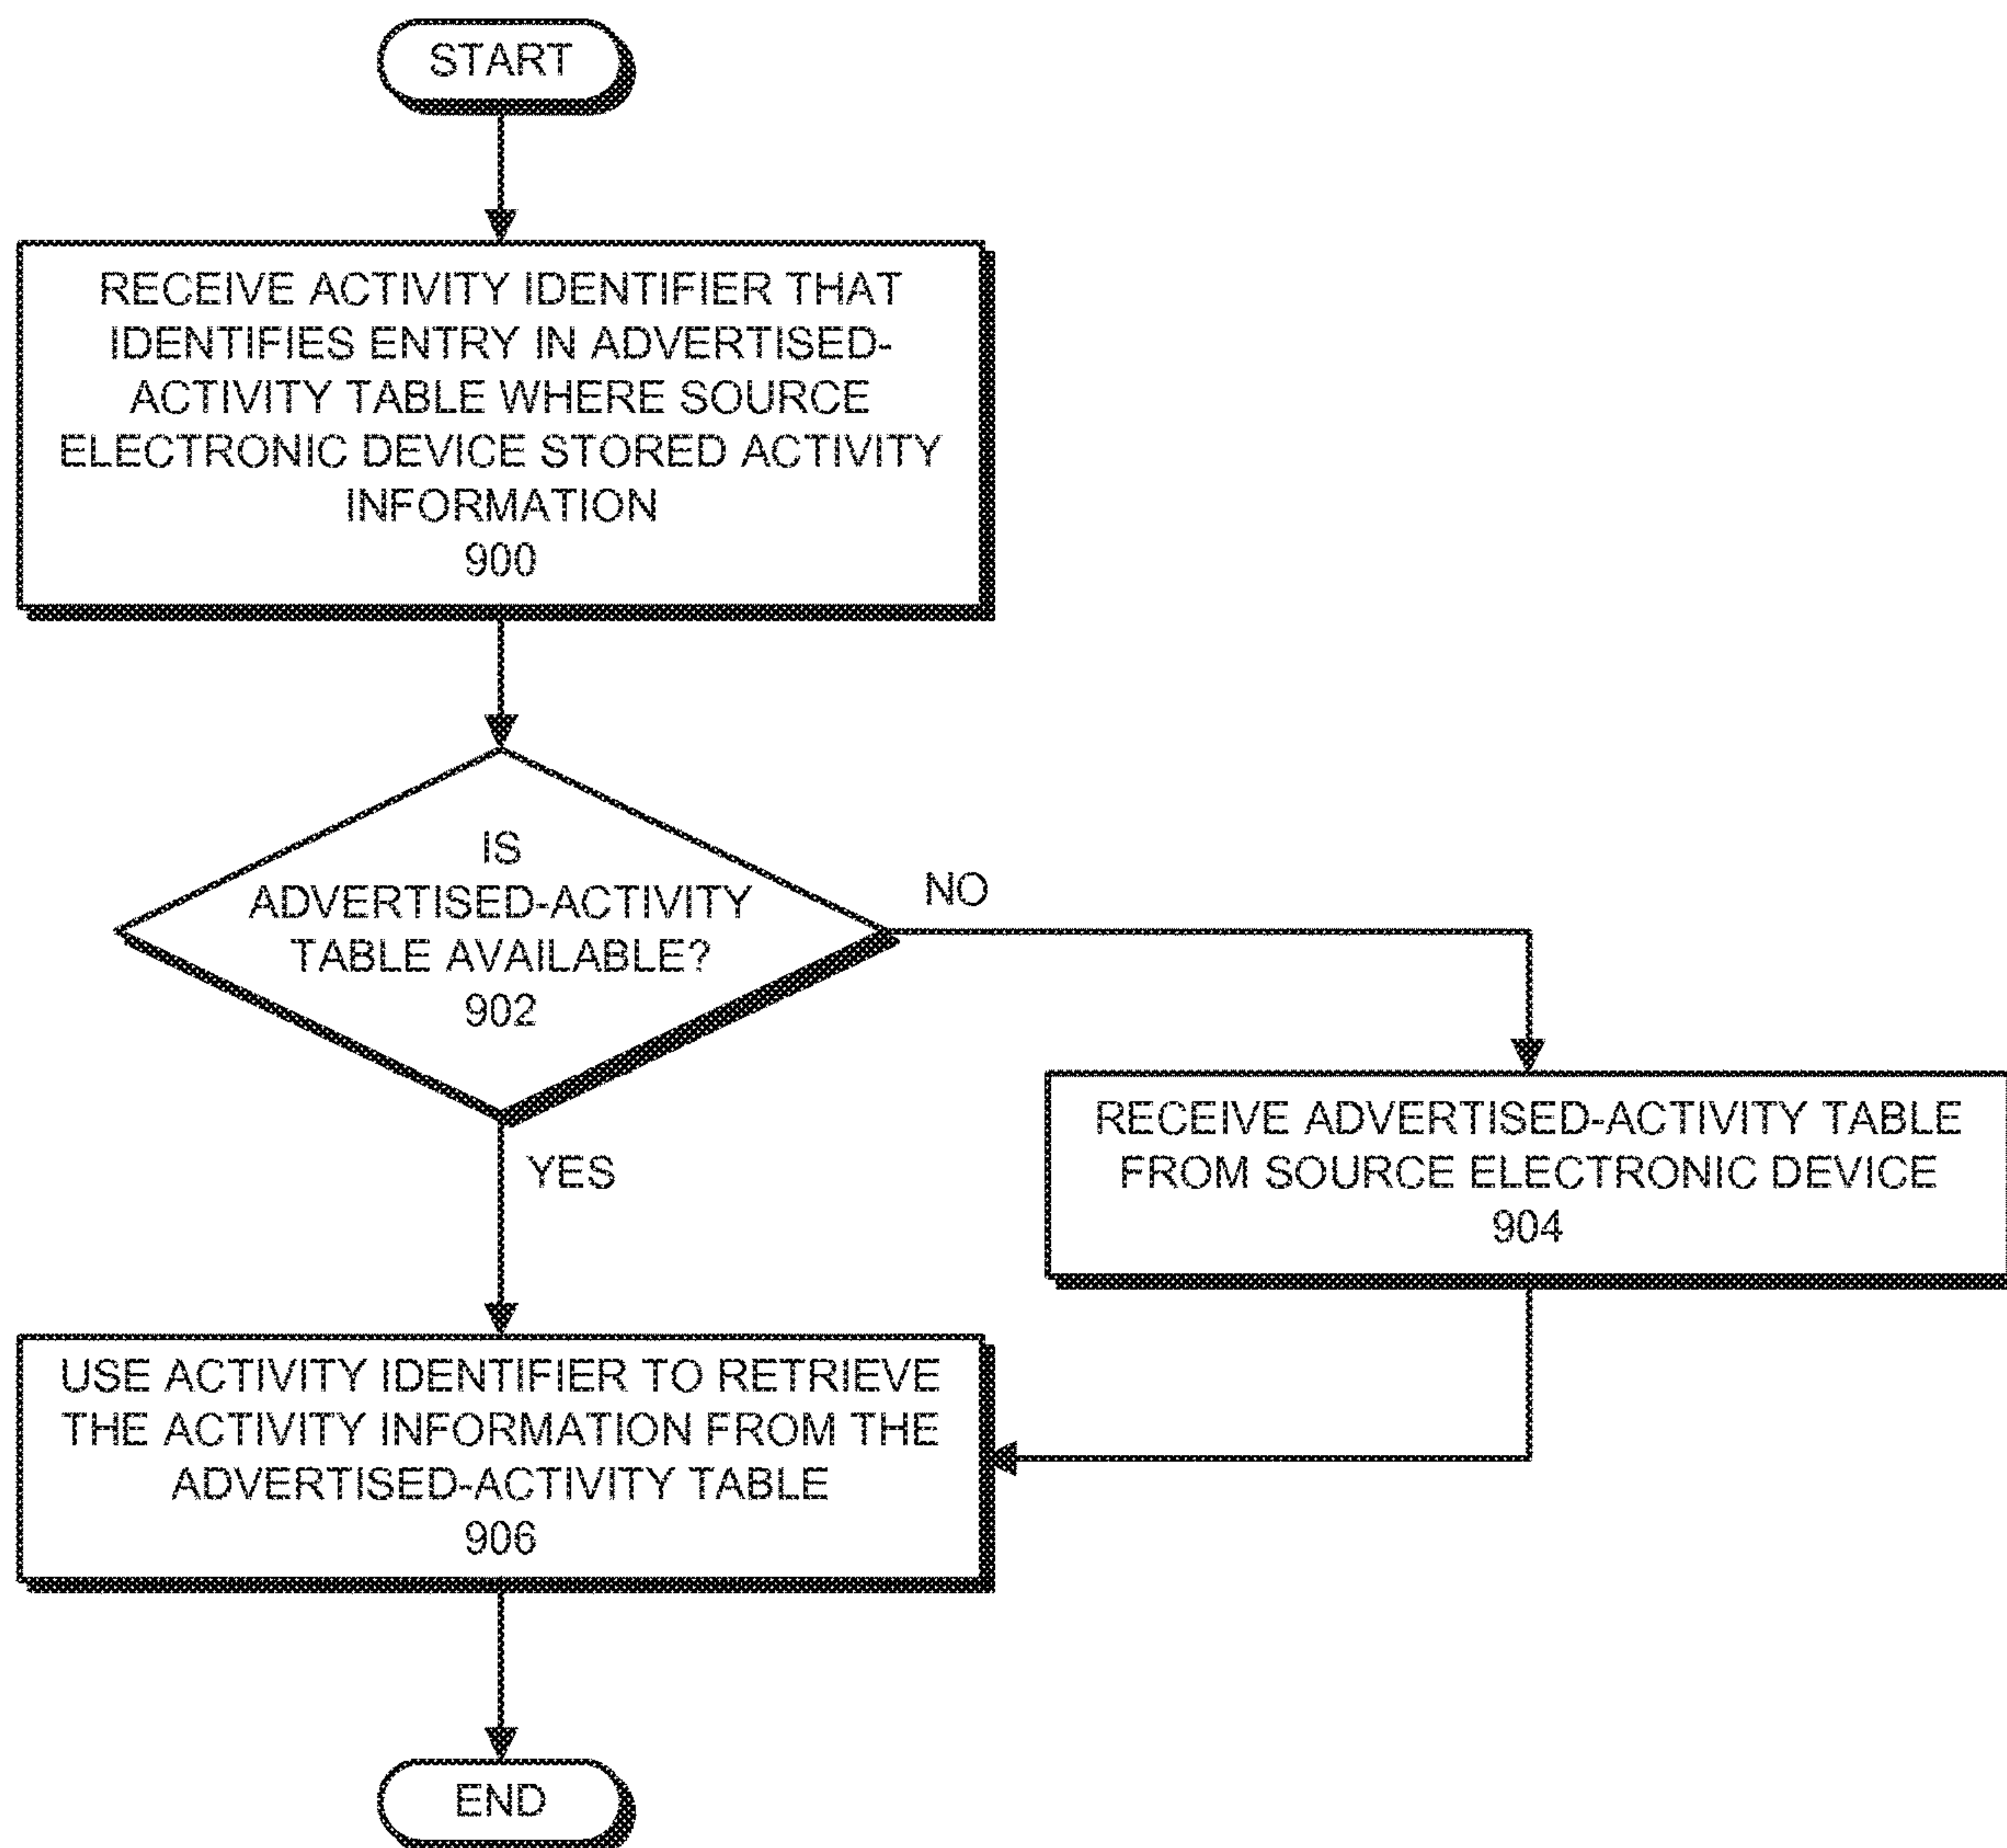 START
RECEIVE ACTIVITY IDENTIFIER THAT
IDENTIFIES ENTRY IN ADVERTISED-
ACTIVITY TABLE WHERE SOURCE
ELECTRONIC DEVICE STORED ACTIVITY
INFORMATION
900
IS
ADVERTISED-ACTIVITY
TABLE AVAILABLE?
902
NO
YES
RECEIVE ADVERTISED-ACTIVITY TABLE
FROM SOURCE ELECTRONIC DEVICE
904
USE ACTIVITY IDENTIFIER TO RETRIEVE
THE ACTIVITY INFORMATION FROM THE
ADVERTISED-ACTIVITY TABLE
906
END